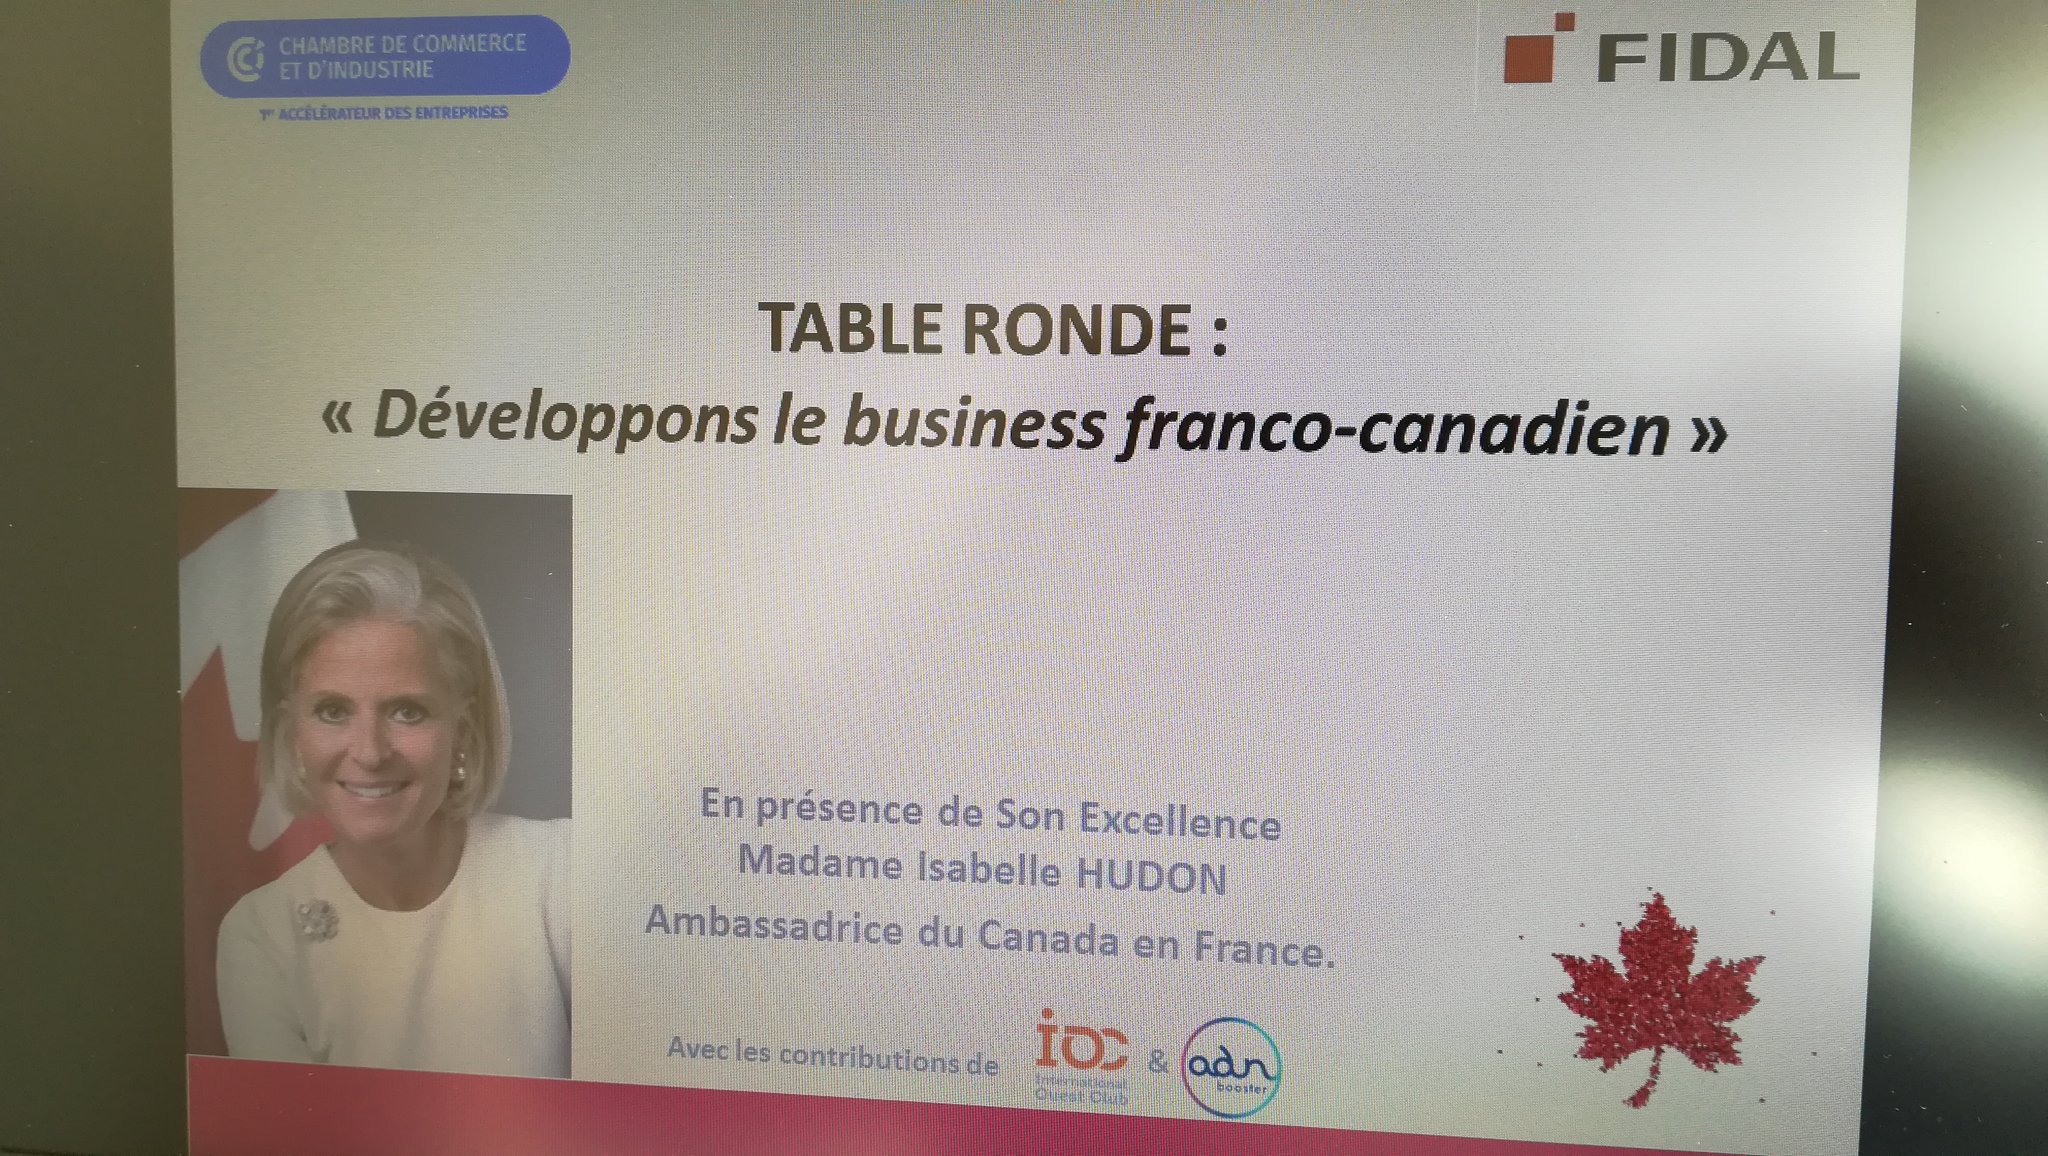 CHAMBRE DE COMMERCE
ET D'INDUSTRIE
1er ACCÉLÉRATEUR DES ENTREPRISES
FIDAL
TABLE RONDE :
« Développons le business franco-canadien »
En présence de Son Excellence
Madame Isabelle HUDON
Ambassadrice du Canada en France.
Avec les contributions de
ioc
International
Ouest Club
&
adn
booster